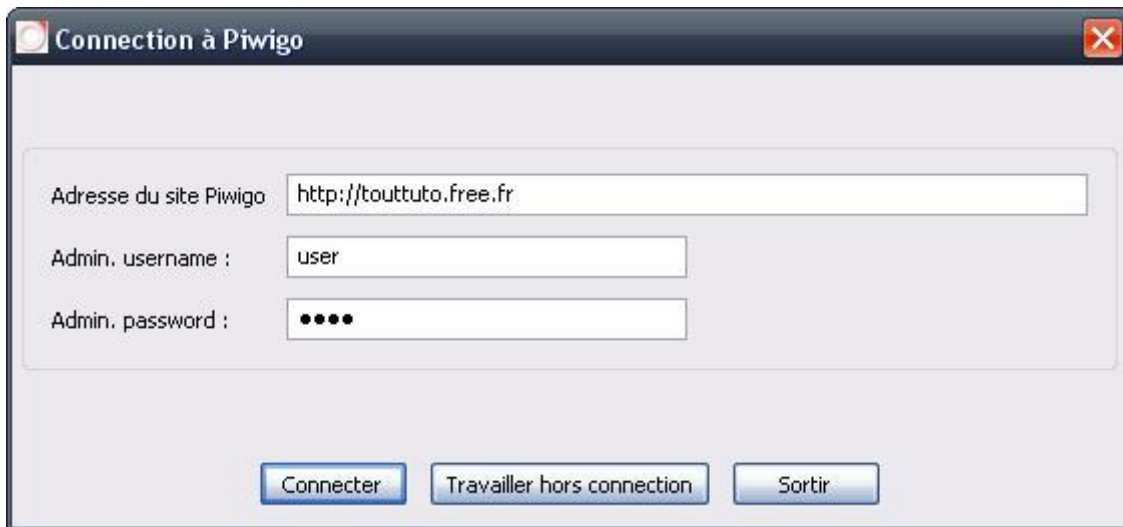 Connection à Piwigo
Adresse du site Piwigo http://touttuto.free.fr
Admin. username : user
Admin. password : ••••
Connecter Travailler hors connection Sortir